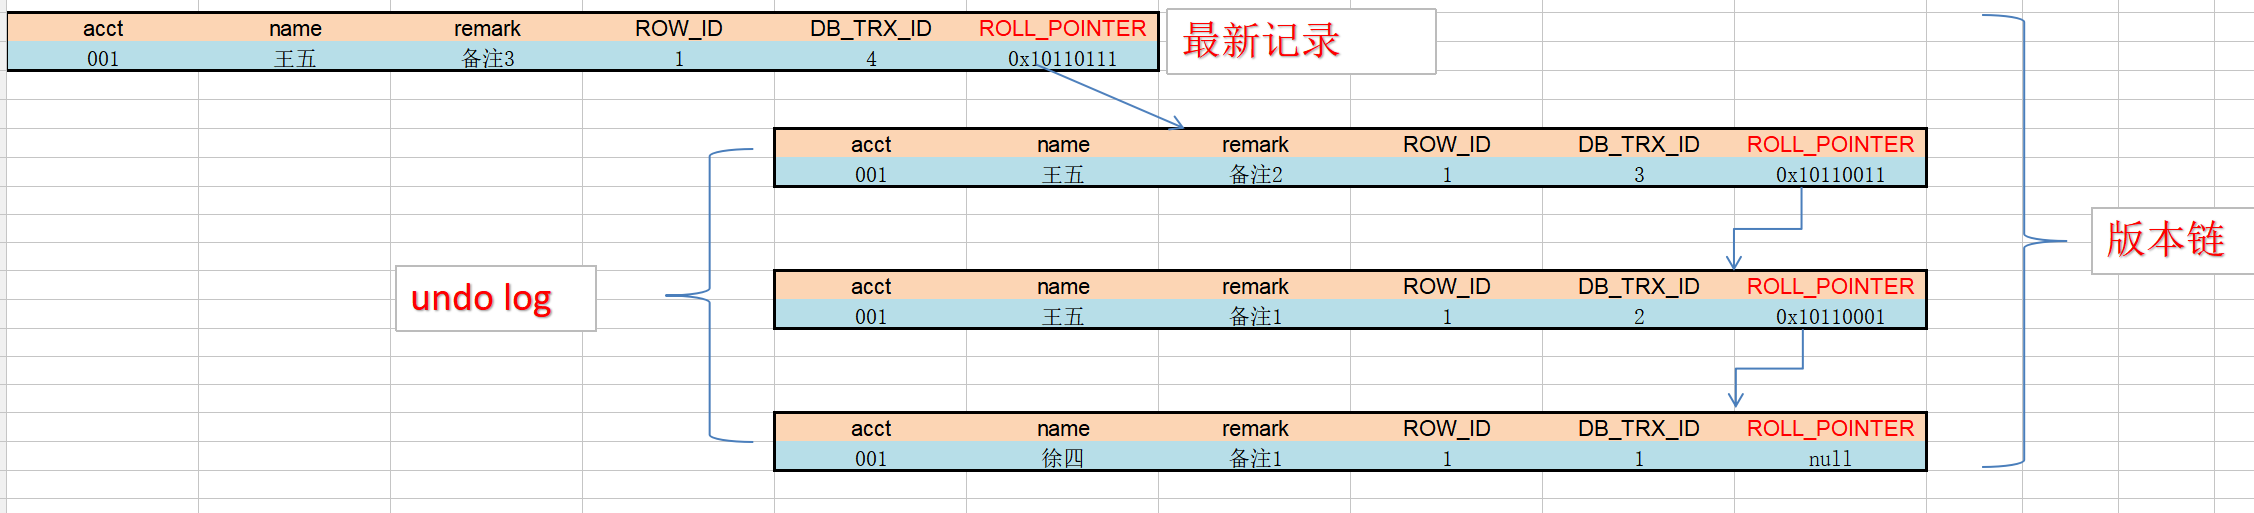 acct name remark ROW_ID DB_TRX_ID ROLL_POINTER
最新记录
001 王五 备注3 1 4 0x10110111
acct name remark ROW_ID DB_TRX_ID ROLL_POINTER
001 王五 备注2 1 3 0x10110011
版本链
undo log
acct name remark ROW_ID DB_TRX_ID ROLL_POINTER
001 王五 备注1 1 2 0x10110001
acct name remark ROW_ID DB_TRX_ID ROLL_POINTER
001 徐四 备注1 1 1 null